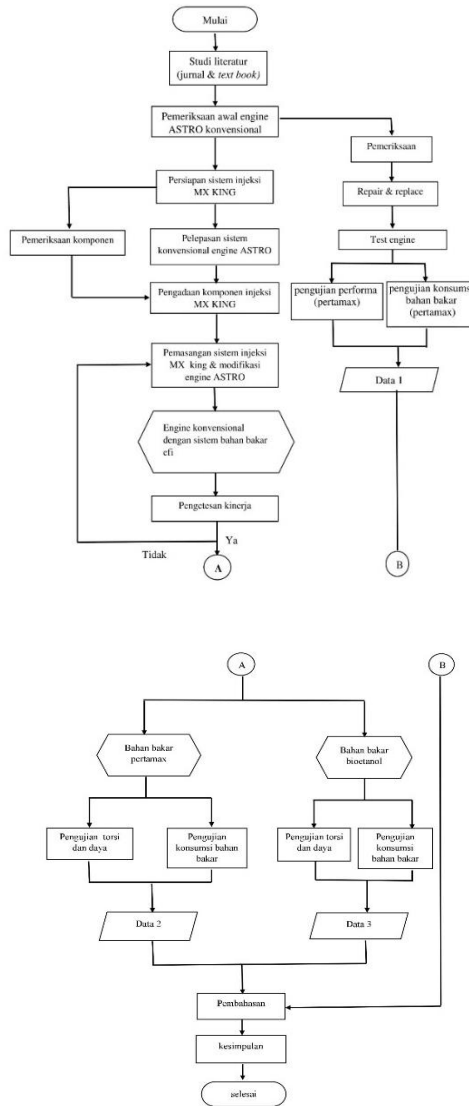 Mulai
Studi literatur
(jurnal & text book)
Pemeriksaan awal engine
ASTRO konvensional
Pemeriksaan
Persiapan sistem injeksi
MX KING
Repair & replace
Pemeriksaan komponen
Pelepasan sistem
konvensional engine ASTRO
Test engine
Pengadaan komponen injeksi
MX KING
pengujian performa
(pertamax)
pengujian konsumsi
bahan bakar
(pertamax)
Pemasangan sistem injeksi
MX king & modifikasi
engine ASTRO
Data 1
Engine konvensional
dengan sistem bahan bakar
efi
Pengetesan kinerja
Tidak
Ya
A
B
A
B
Bahan bakar
pertamax
Bahan bakar
bioetanol
Pengujian torsi
dan daya
Pengujian
konsumsi bahan
bakar
Pengujian torsi
dan daya
Pengujian
konsumsi bahan
bakar
Data 2
Data 3
Pembahasan
kesimpulan
selesai